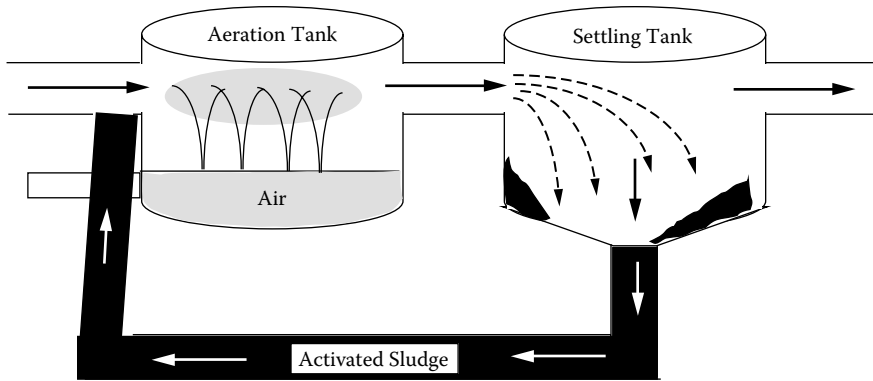 Aeration Tank
Settling Tank
Air
Activated Sludge